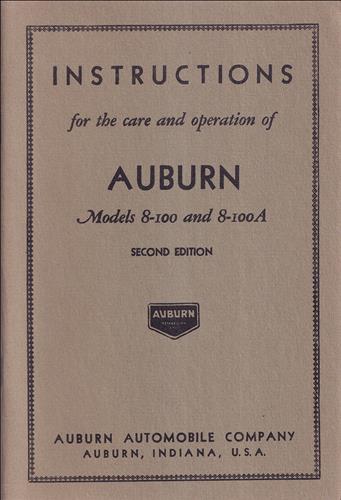 INSTRUCTIONS
for the care and operation of
AUBURN
Models 8-100 and 8-100A
SECOND EDITION
AUBURN
AUBURN AUTOMOBILE COMPANY
AUBURN, INDIANA, U.S.A.